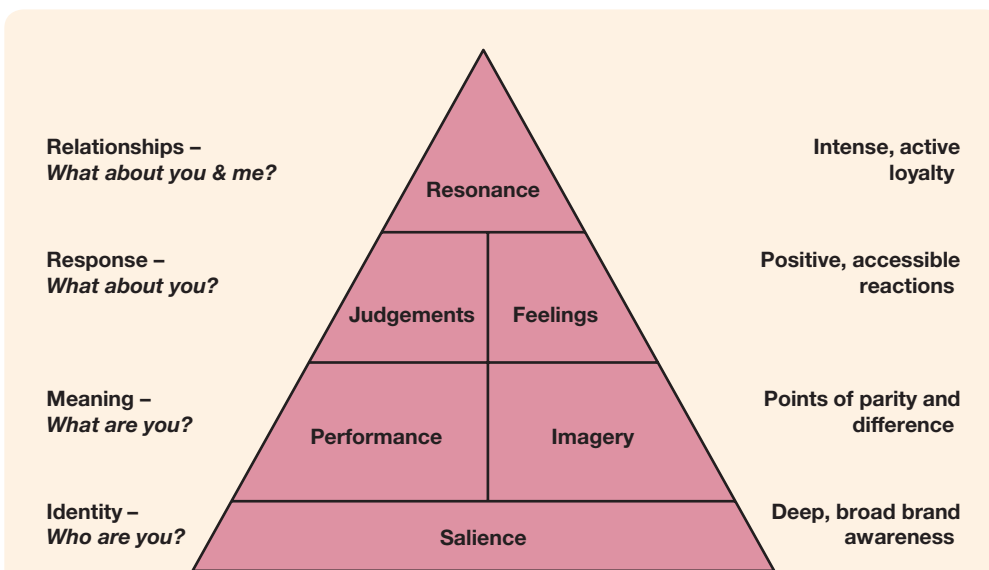 Relationships –
What about you & me?
Resonance
Intense, active
loyalty
Response –
What about you?
Judgements
Feelings
Positive, accessible
reactions
Meaning –
What are you?
Performance
Imagery
Points of parity and
difference
Identity –
Who are you?
Salience
Deep, broad brand
awareness